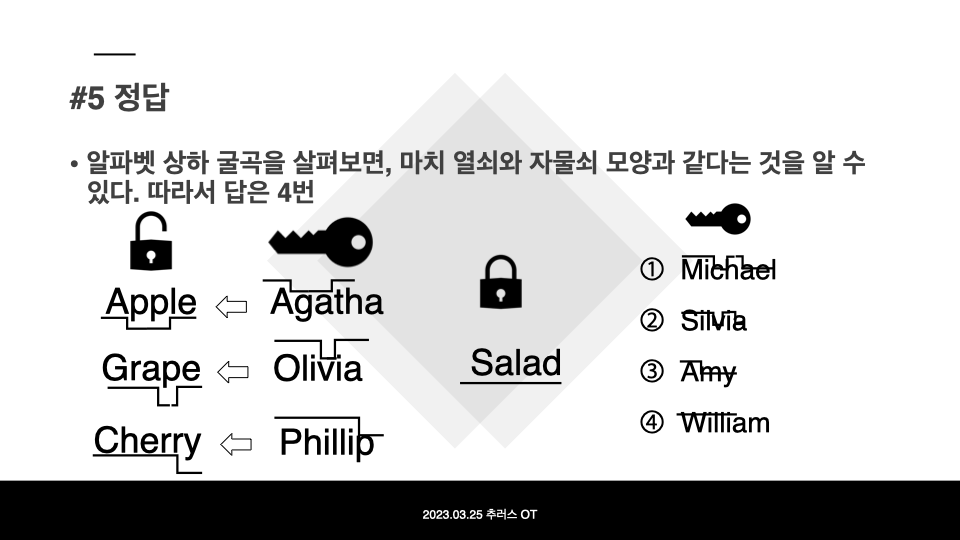 #5 정답
• 알파벳 상하 굴곡을 살펴보면, 마치 열쇠와 자물쇠 모양과 같다는 것을 알 수
있다. 따라서 답은 4번
Apple ⇦ Agatha
Grape ⇦ Olivia
Cherry ⇦ Phillip
Salad
① Michael
② Silvia
③ Amy
④ William
2023.03.25 추러스 OT